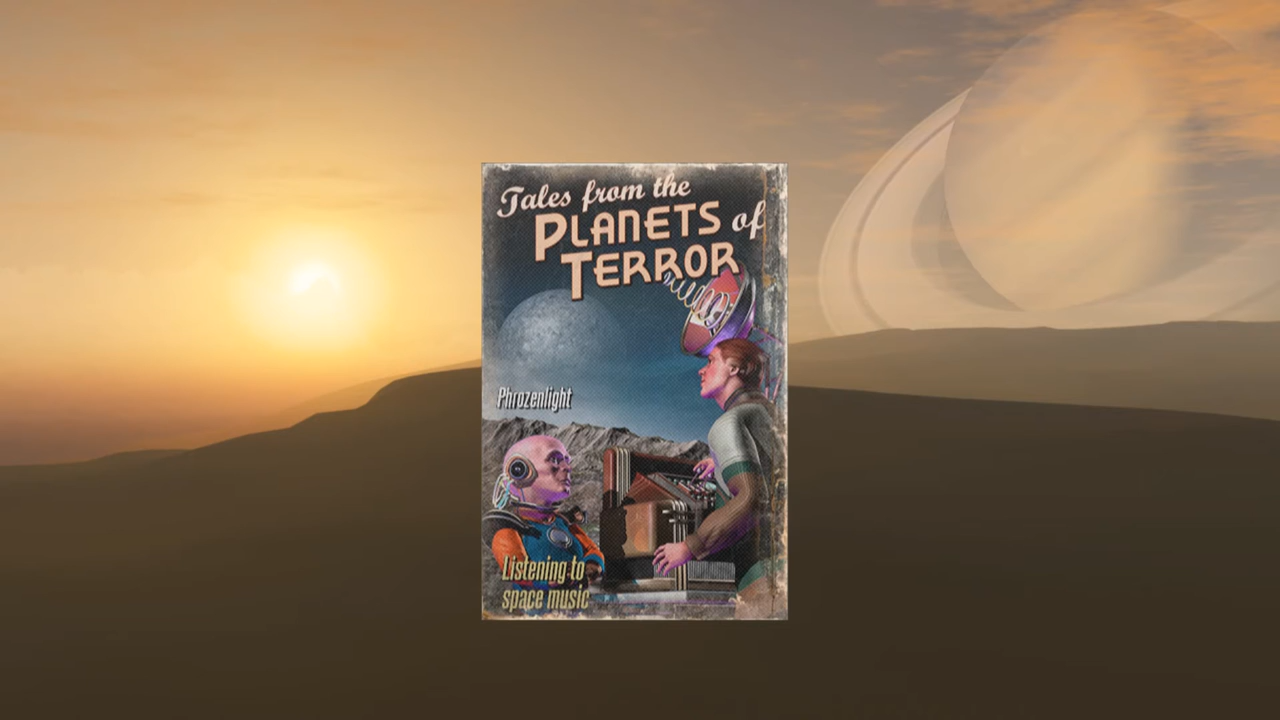 Tales from the
PLANETS of
TERROR
Phrozenlight
Listening to
space music